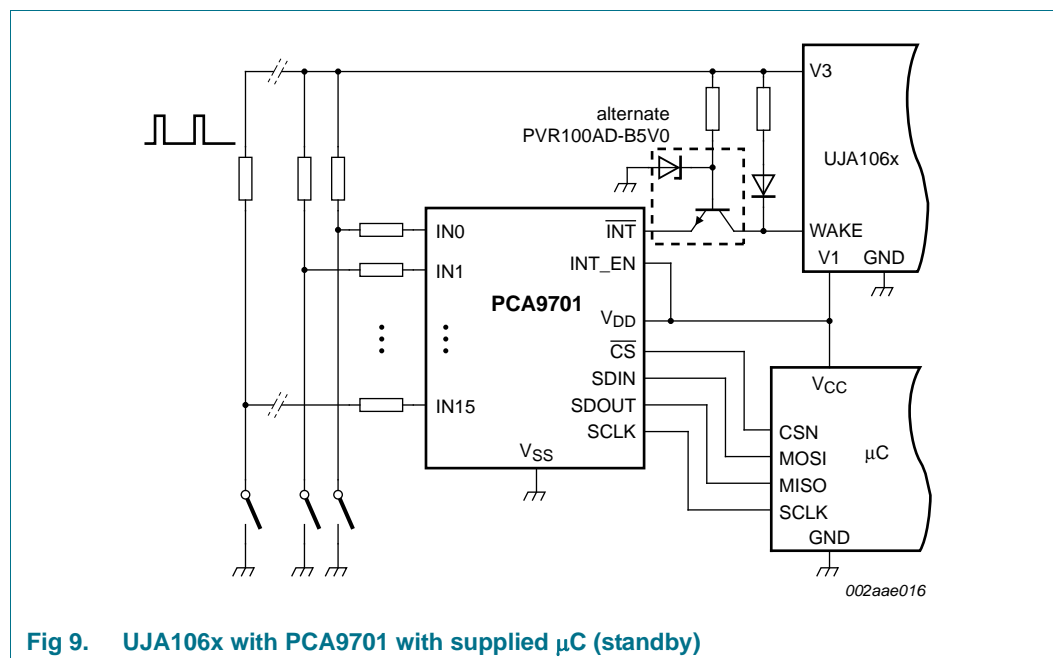 V3
alternate
PVR100AD-B5V0
UJA106x
IN0
INT
WAKE
V1
GND
IN1
INT_EN
PCA9701
VDD
CS
VCC
SDIN
IN15
SDOUT
CSN
SCLK
μC
VSS
MOSI
MISO
SCLK
GND
002aae016
Fig 9. UJA106x with PCA9701 with supplied μC (standby)